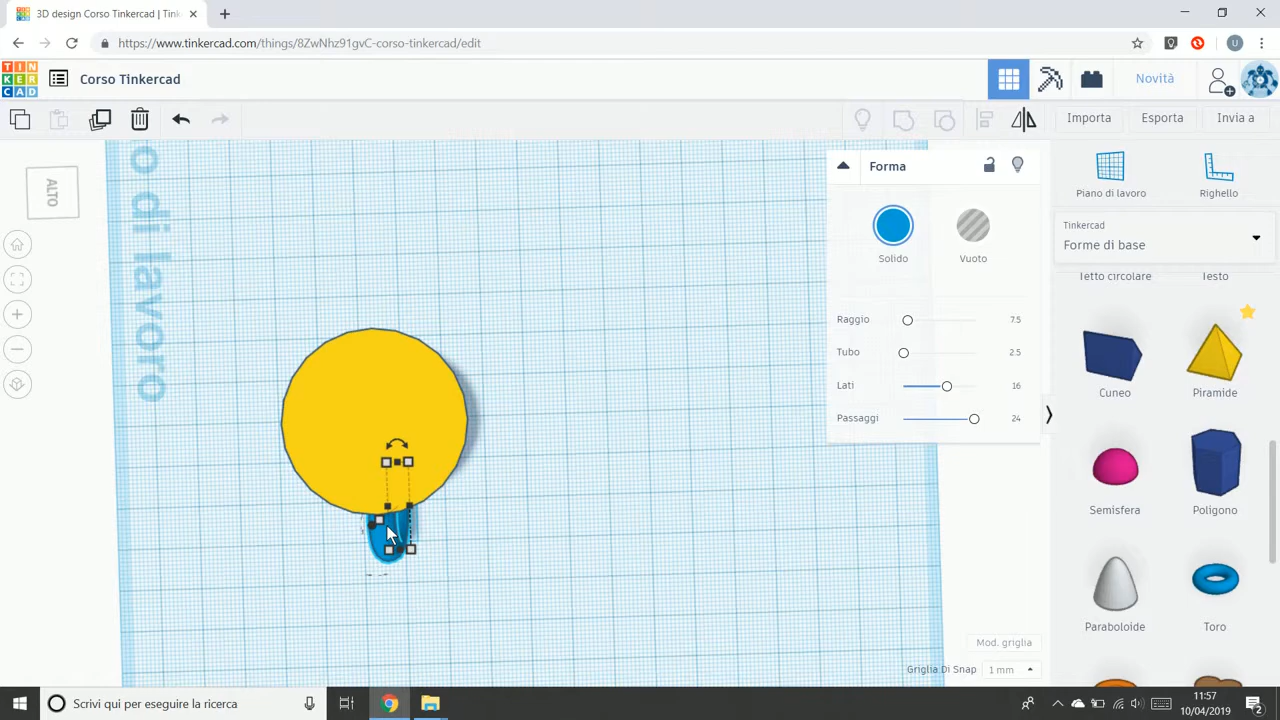 3D design Corso Tinkercad | Tink
https://www.tinkercad.com/things/8ZwNhz91gvC-corso-tinkercad/edit
U
TIN
KER
CAD
Corso Tinkercad
Novità
Importa
Esporta
Invia a
ALTO
o di lavoro
Forma
Solido
Vuoto
Raggio 7.5
Tubo 2.5
Lati 16
Passaggi 24
Piano di lavoro
Righello
Tinkercad
Forme di base
Tetto circolare
Testo
Cuneo
Piramide
Semisfera
Poligono
Paraboloide
Toro
Mod. griglia
Griglia Di Snap 1 mm
Scrivi qui per eseguire la ricerca
11:57
10/04/2019
2